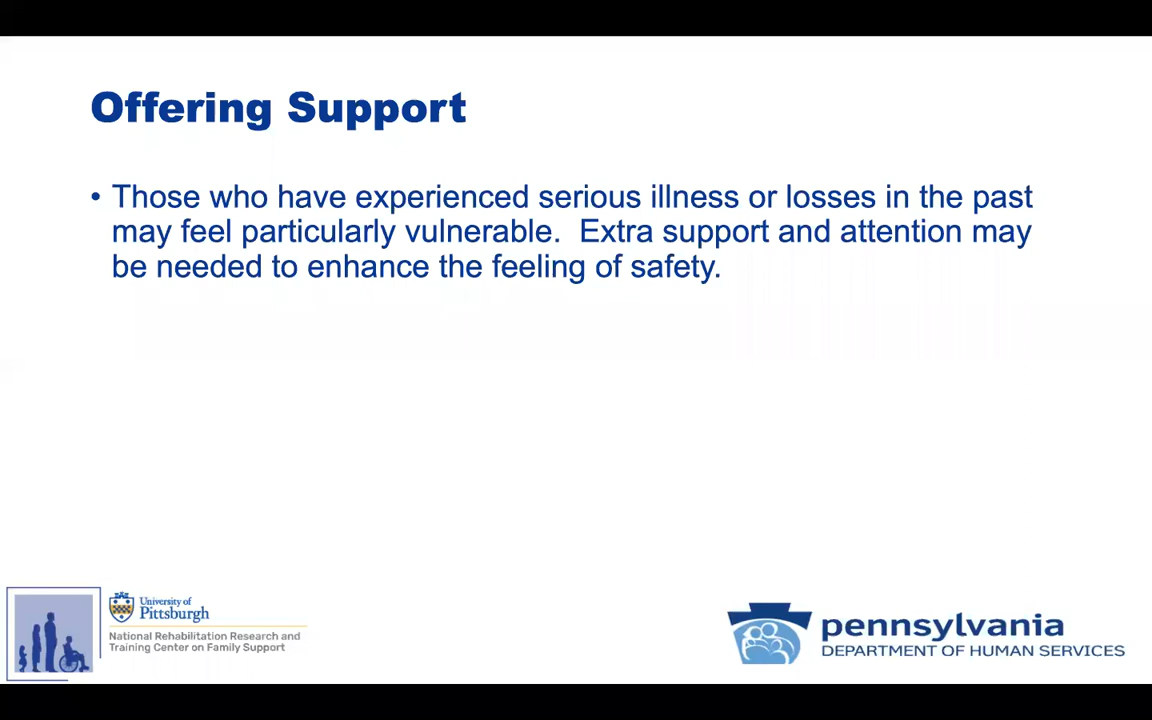 Offering Support
• Those who have experienced serious illness or losses in the past
may feel particularly vulnerable.  Extra support and attention may
be needed to enhance the feeling of safety.
University of
Pittsburgh
National Rehabilitation Research and
Training Center on Family Support
pennsylvania
DEPARTMENT OF HUMAN SERVICES